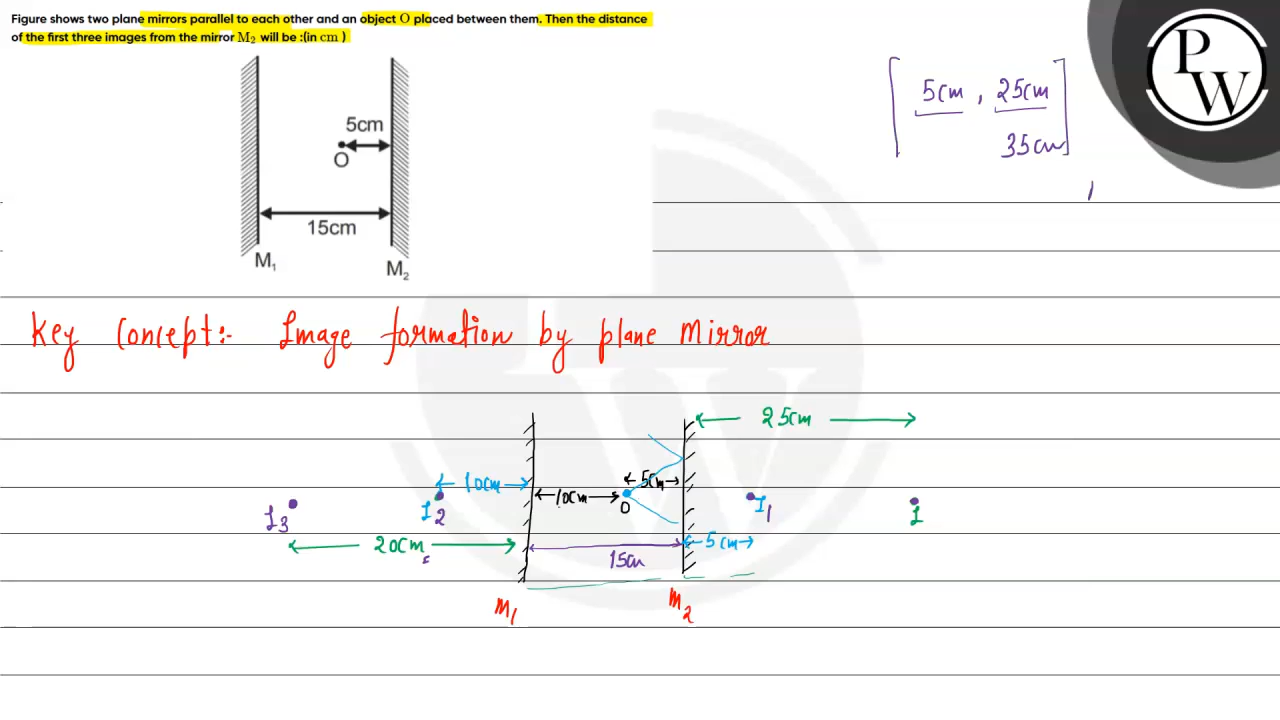 Figure shows two plane mirrors parallel to each other and an object O placed between them. Then the distance
of the first three images from the mirror M₂ will be :(in cm )
5cm
O
15cm
M₁
M₂
5cm , 25cm
35cm
P
W
Key Concept:- Image formation by plane Mirror
25cm
10cm
10cm
5cm
O
I₃
I₂
I₁
I
20cm
15cm
5cm
M₁
M₂